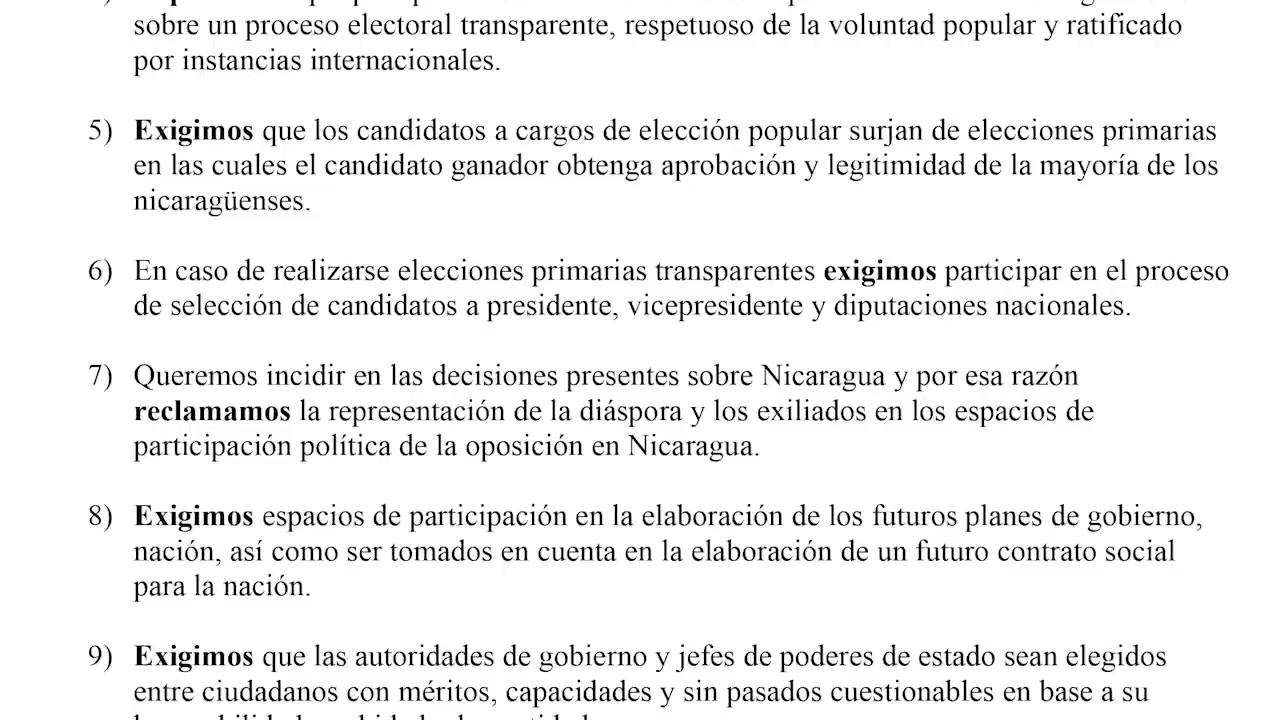 sobre un proceso electoral transparente, respetuoso de la voluntad popular y ratificado
por instancias internacionales.
5) Exigimos que los candidatos a cargos de elección popular surjan de elecciones primarias
en las cuales el candidato ganador obtenga aprobación y legitimidad de la mayoría de los
nicaragüenses.
6) En caso de realizarse elecciones primarias transparentes exigimos participar en el proceso
de selección de candidatos a presidente, vicepresidente y diputaciones nacionales.
7) Queremos incidir en las decisiones presentes sobre Nicaragua y por esa razón
reclamamos la representación de la diáspora y los exiliados en los espacios de
participación política de la oposición en Nicaragua.
8) Exigimos espacios de participación en la elaboración de los futuros planes de gobierno,
nación, así como ser tomados en cuenta en la elaboración de un futuro contrato social
para la nación.
9) Exigimos que las autoridades de gobierno y jefes de poderes de estado sean elegidos
entre ciudadanos con méritos, capacidades y sin pasados cuestionables en base a su